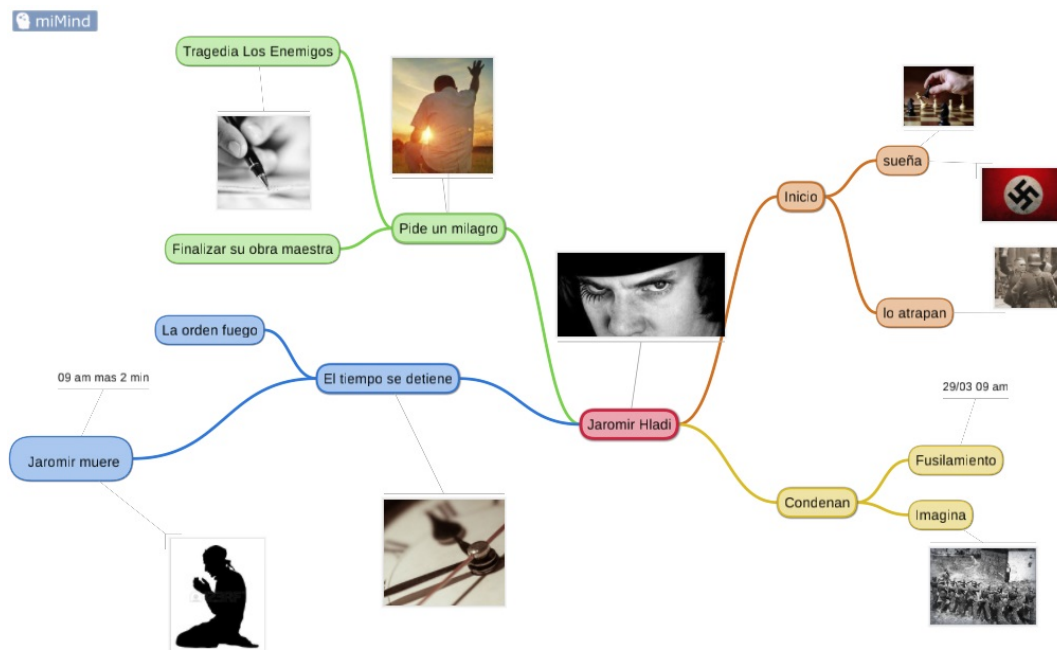 miMind
Tragedia Los Enemigos
Finalizar su obra maestra
Pide un milagro
La orden fuego
El tiempo se detiene
09 am mas 2 min
Jaromir muere
Jaromir Hladi
Inicio
sueña
lo atrapan
Condenan
29/03 09 am
Fusilamiento
Imagina